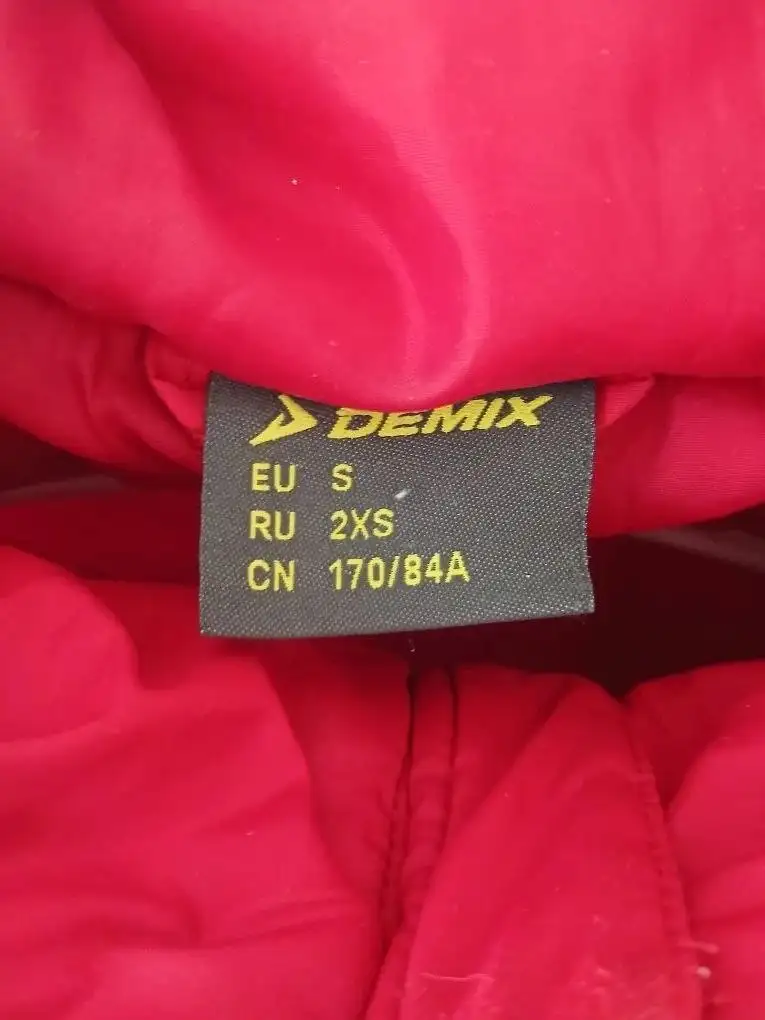 DEMIX
EU S
RU 2XS
CN 170/84A